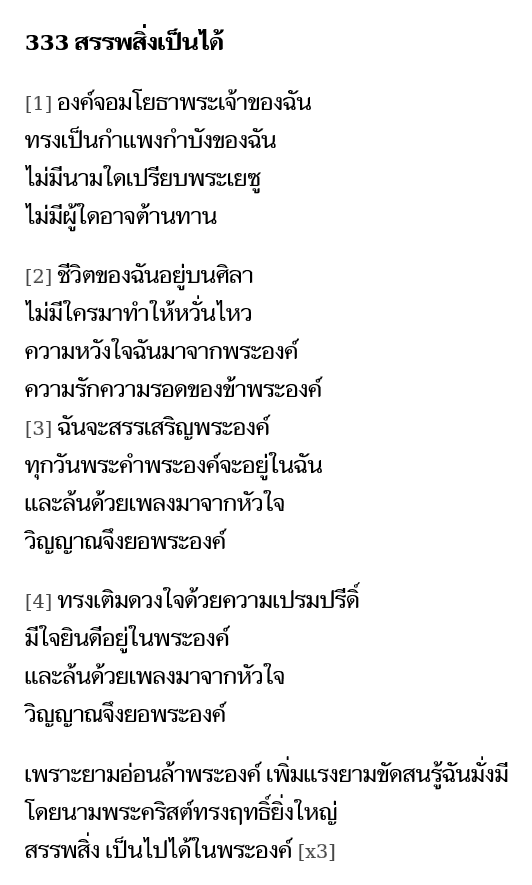 333 สรรพสิ่งเป็นได้
[1] องค์จอมโยธาพระเจ้าของฉัน
ทรงเป็นกำแพงกำบังของฉัน
ไม่มีนามใดเปรียบพระเยซู
ไม่มีผู้ใดอาจต้านทาน
[2] ชีวิตของฉันอยู่บนศิลา
ไม่มีใครมาทำให้หวั่นไหว
ความหวังใจฉันมาจากพระองค์
ความรักความรอดของข้าพระองค์
[3] ฉันจะสรรเสริญพระองค์
ทุกวันพระคำพระองค์จะอยู่ในฉัน
และล้นด้วยเพลงมาจากหัวใจ
วิญญาณจึงยอพระองค์
[4] ทรงเติมดวงใจด้วยความเปรมปรีดิ์
มีใจยินดีอยู่ในพระองค์
และล้นด้วยเพลงมาจากหัวใจ
วิญญาณจึงยอพระองค์
เพราะยามอ่อนล้าพระองค์ เพิ่มแรงยามขัดสนรู้ฉันมั่งมี
โดยนามพระคริสต์ทรงฤทธิ์ยิ่งใหญ่
สรรพสิ่ง เป็นไปได้ในพระองค์ [x3]